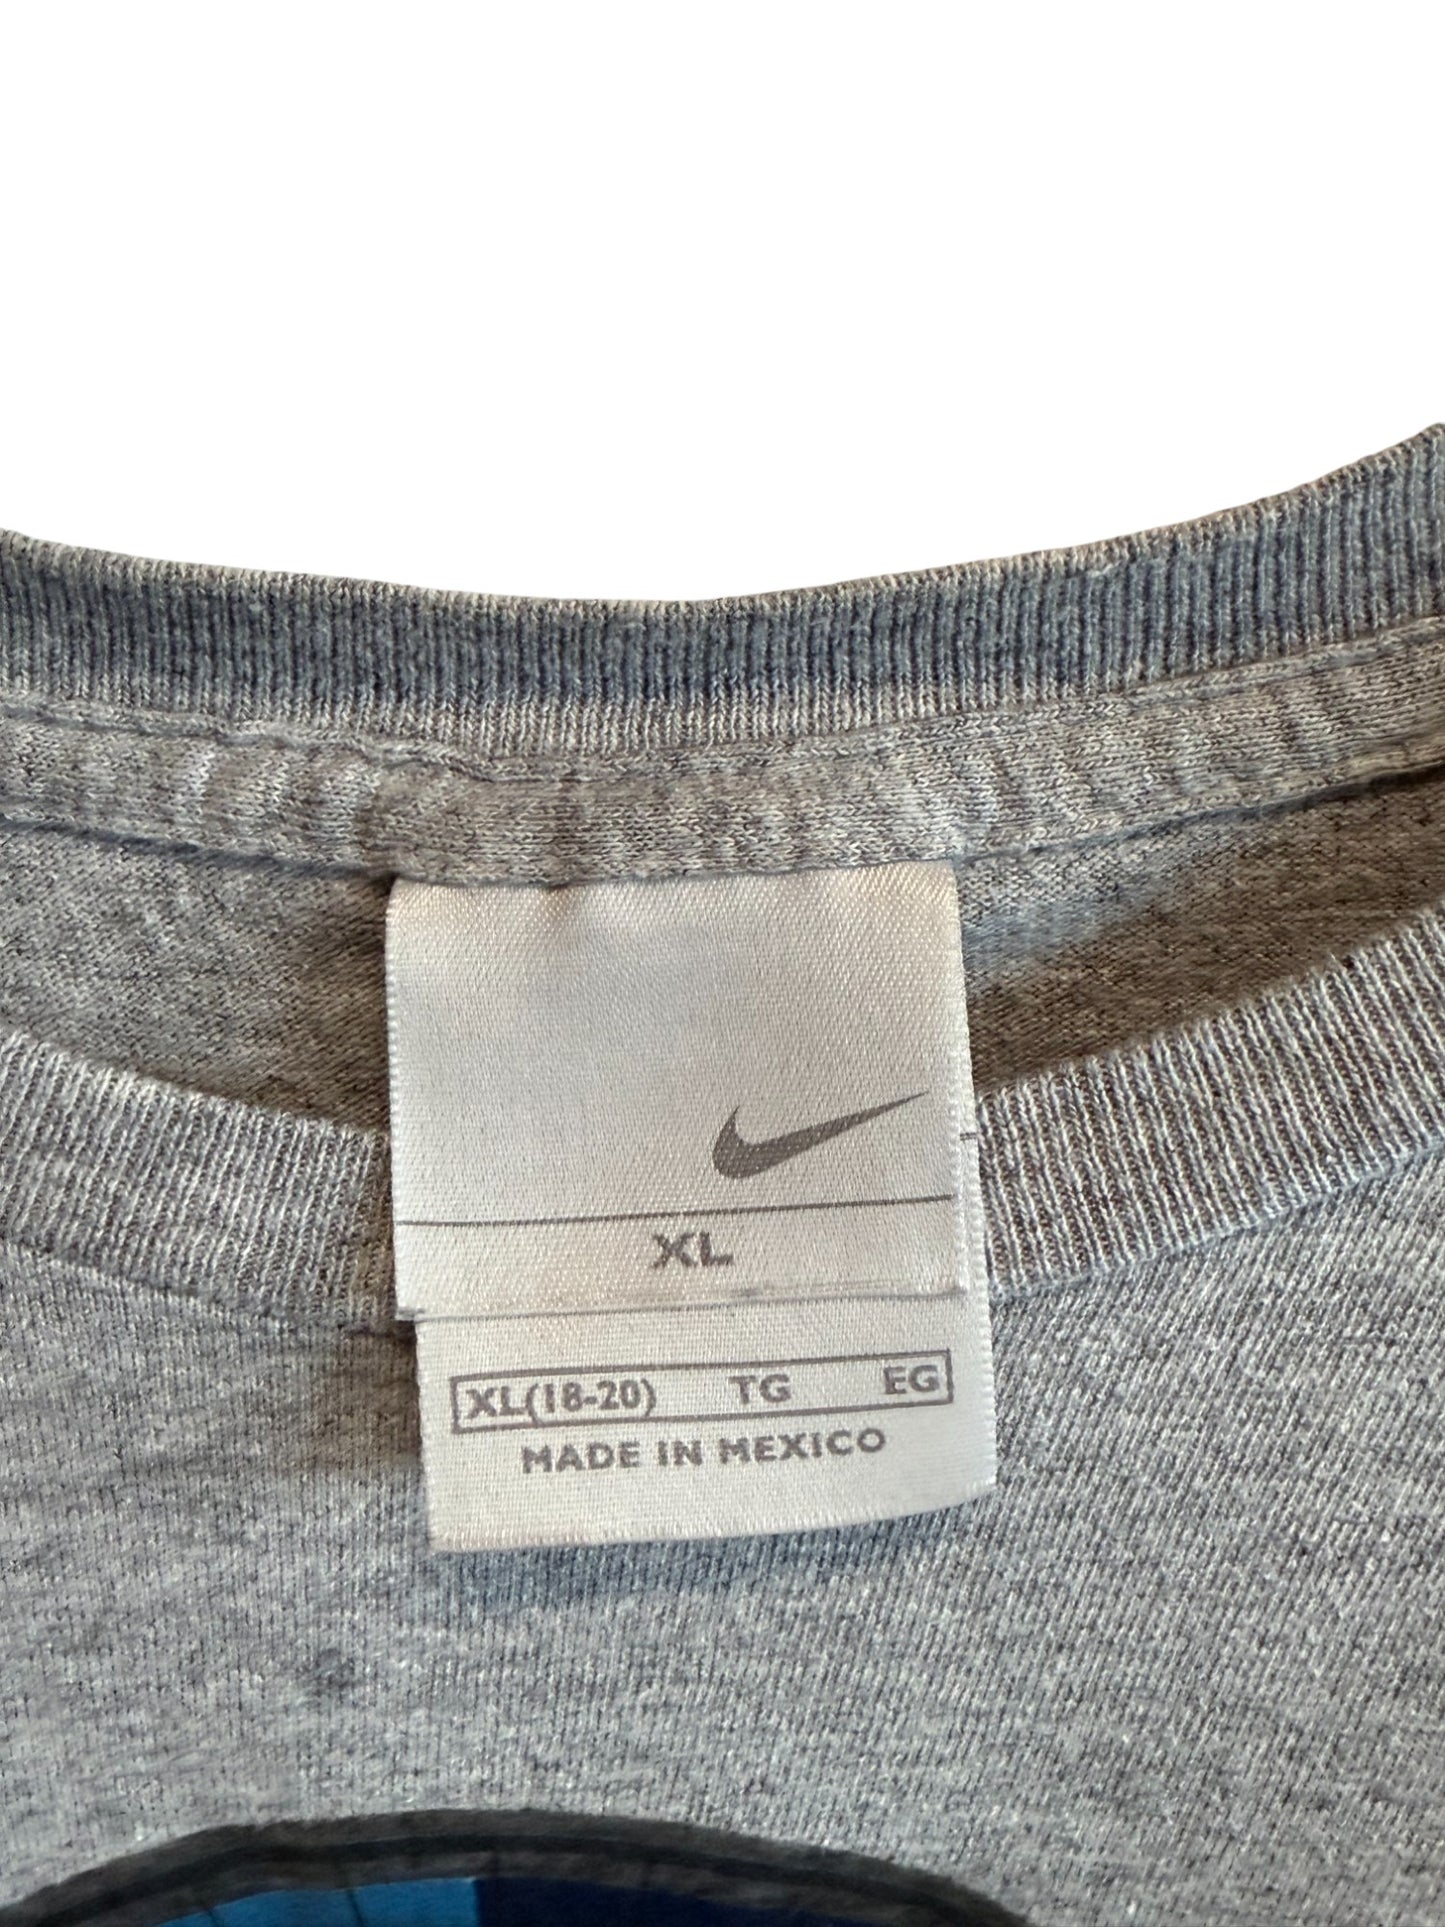 XL
XL(18-20) TG EG
MADE IN MEXICO